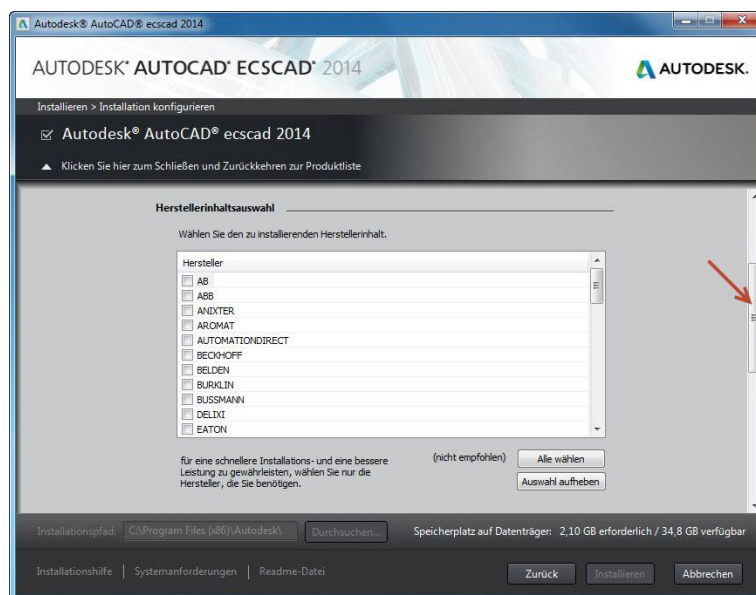 Autodesk® AutoCAD® ecscad 2014
AUTODESK® AUTOCAD® ECSCAD® 2014
AUTODESK.
Installieren > Installation konfigurieren
Autodesk® AutoCAD® ecscad 2014
Klicken Sie hier zum Schließen und Zurückkehren zur Produktliste
Herstellerinhaltsauswahl
Wählen Sie den zu installierenden Herstellerinhalt.
Hersteller
AB
ABB
ANIXTER
AROMAT
AUTOMATIONDIRECT
BECKHOFF
BELDEN
BURKLIN
BUSSMANN
DELIXI
EATON
für eine schnellere Installations- und eine bessere
Leistung zu gewährleisten, wählen Sie nur die
Hersteller, die Sie benötigen.
(nicht empfohlen)
Alle wählen
Auswahl aufheben
Installationspfad: C:\Program Files (x86)\Autodesk\ Durchsuchen... Speicherplatz auf Datenträger: 2,10 GB erforderlich / 34,8 GB verfügbar
Installationshilfe | Systemanforderungen | Readme-Datei Zurück Installieren Abbrechen